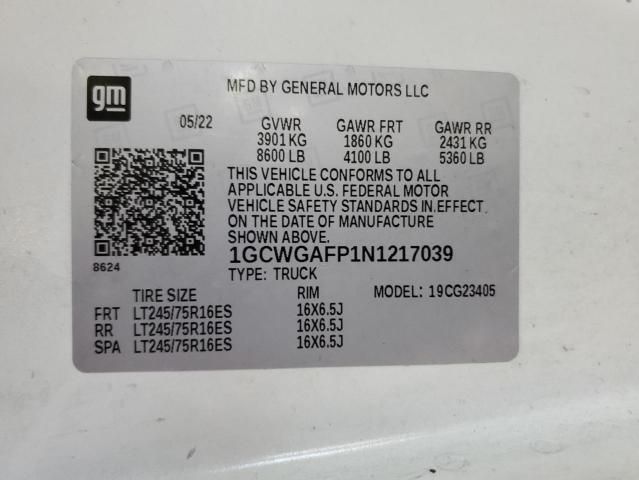 gm
MFD BY GENERAL MOTORS LLC
05/22 GVWR GAWR FRT GAWR RR
3901 KG 1860 KG 2431 KG
8600 LB 4100 LB 5360 LB
THIS VEHICLE CONFORMS TO ALL
APPLICABLE U.S. FEDERAL MOTOR
VEHICLE SAFETY STANDARDS IN EFFECT
ON THE DATE OF MANUFACTURE
SHOWN ABOVE.
8624
1GCWGAFP1N1217039
TYPE: TRUCK
TIRE SIZE RIM MODEL: 19CG23405
FRT LT245/75R16ES 16X6.5J
RR LT245/75R16ES 16X6.5J
SPA LT245/75R16ES 16X6.5J